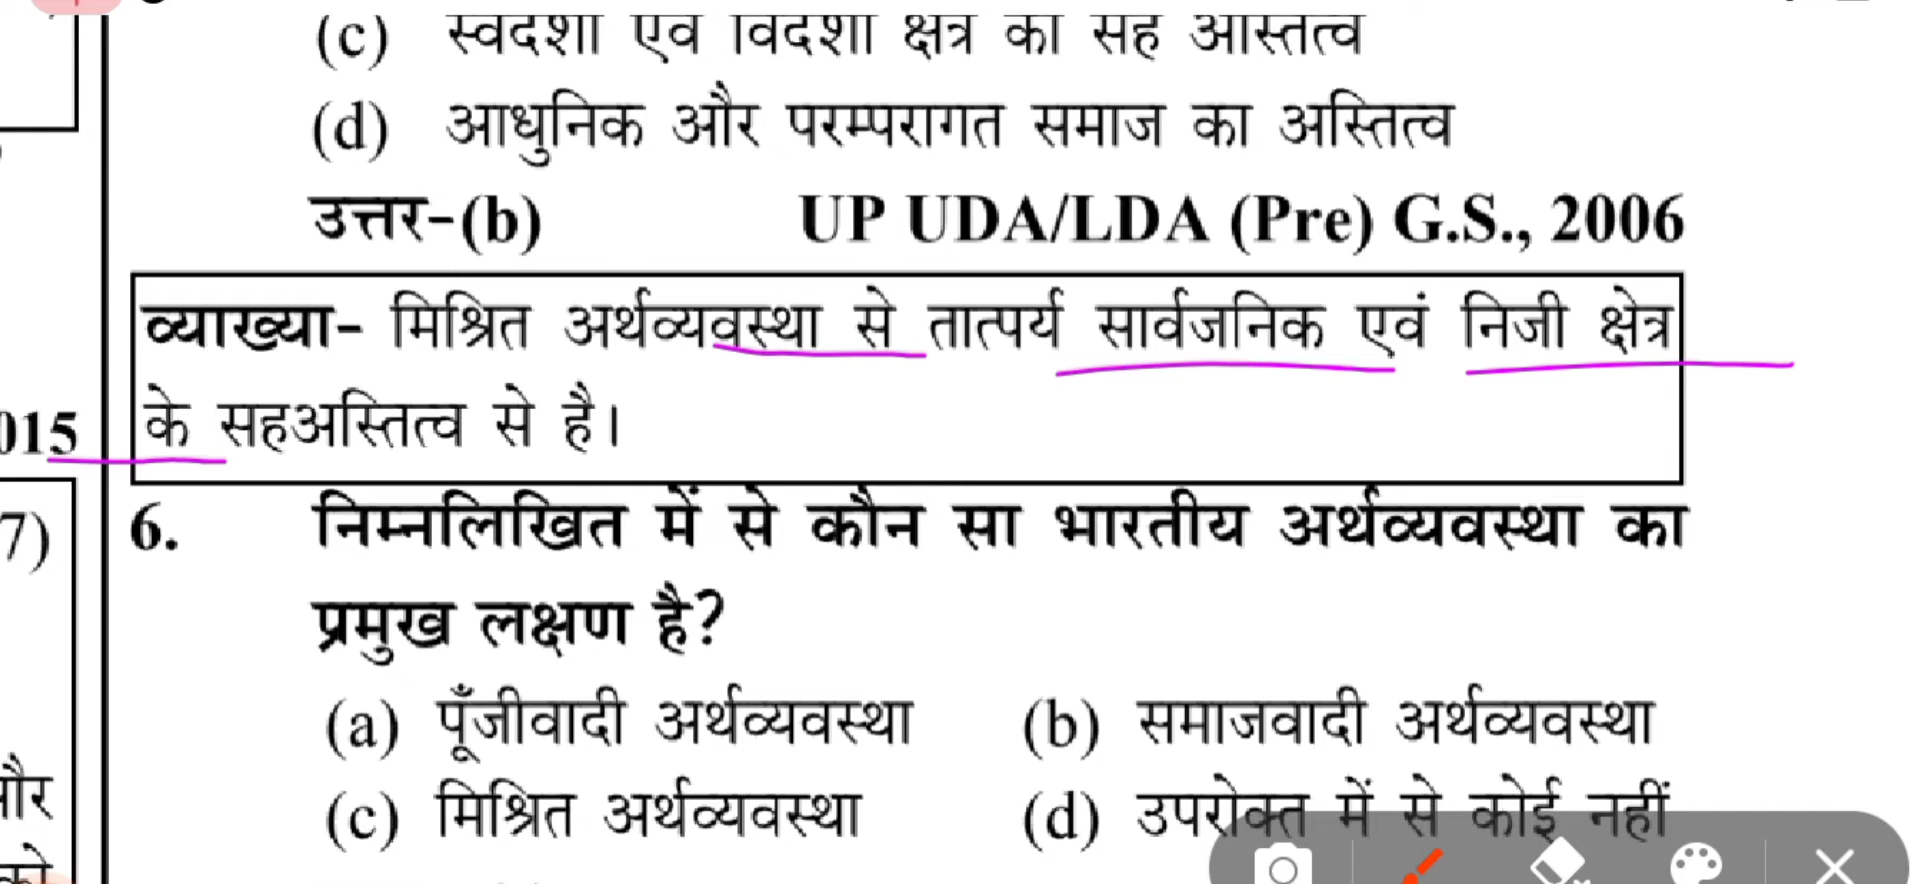 (c) स्वदेशी एवं विदेशी क्षेत्र का सह अस्तित्व
(d) आधुनिक और परम्परागत समाज का अस्तित्व
उत्तर-(b) UP UDA/LDA (Pre) G.S., 2006
व्याख्या- मिश्रित अर्थव्यवस्था से तात्पर्य सार्वजनिक एवं निजी क्षेत्र
के सहअस्तित्व से है।
015
7)
6. निम्नलिखित में से कौन सा भारतीय अर्थव्यवस्था का
प्रमुख लक्षण है?
(a) पूँजीवादी अर्थव्यवस्था (b) समाजवादी अर्थव्यवस्था
(c) मिश्रित अर्थव्यवस्था (d) उपरोक्त में से कोई नहीं
और